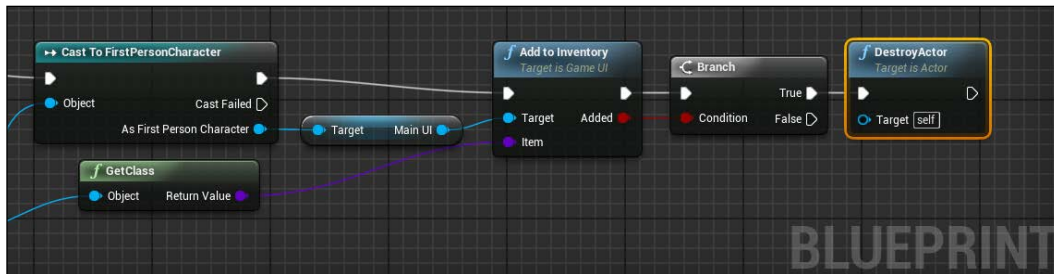 Cast To FirstPersonCharacter
Object
Cast Failed
As First Person Character
Target
Main UI
GetClass
Object
Return Value
Add to Inventory
Target is Game UI
Target
Added
Item
Branch
True
Condition
False
DestroyActor
Target is Actor
Target self
BLUEPRINT